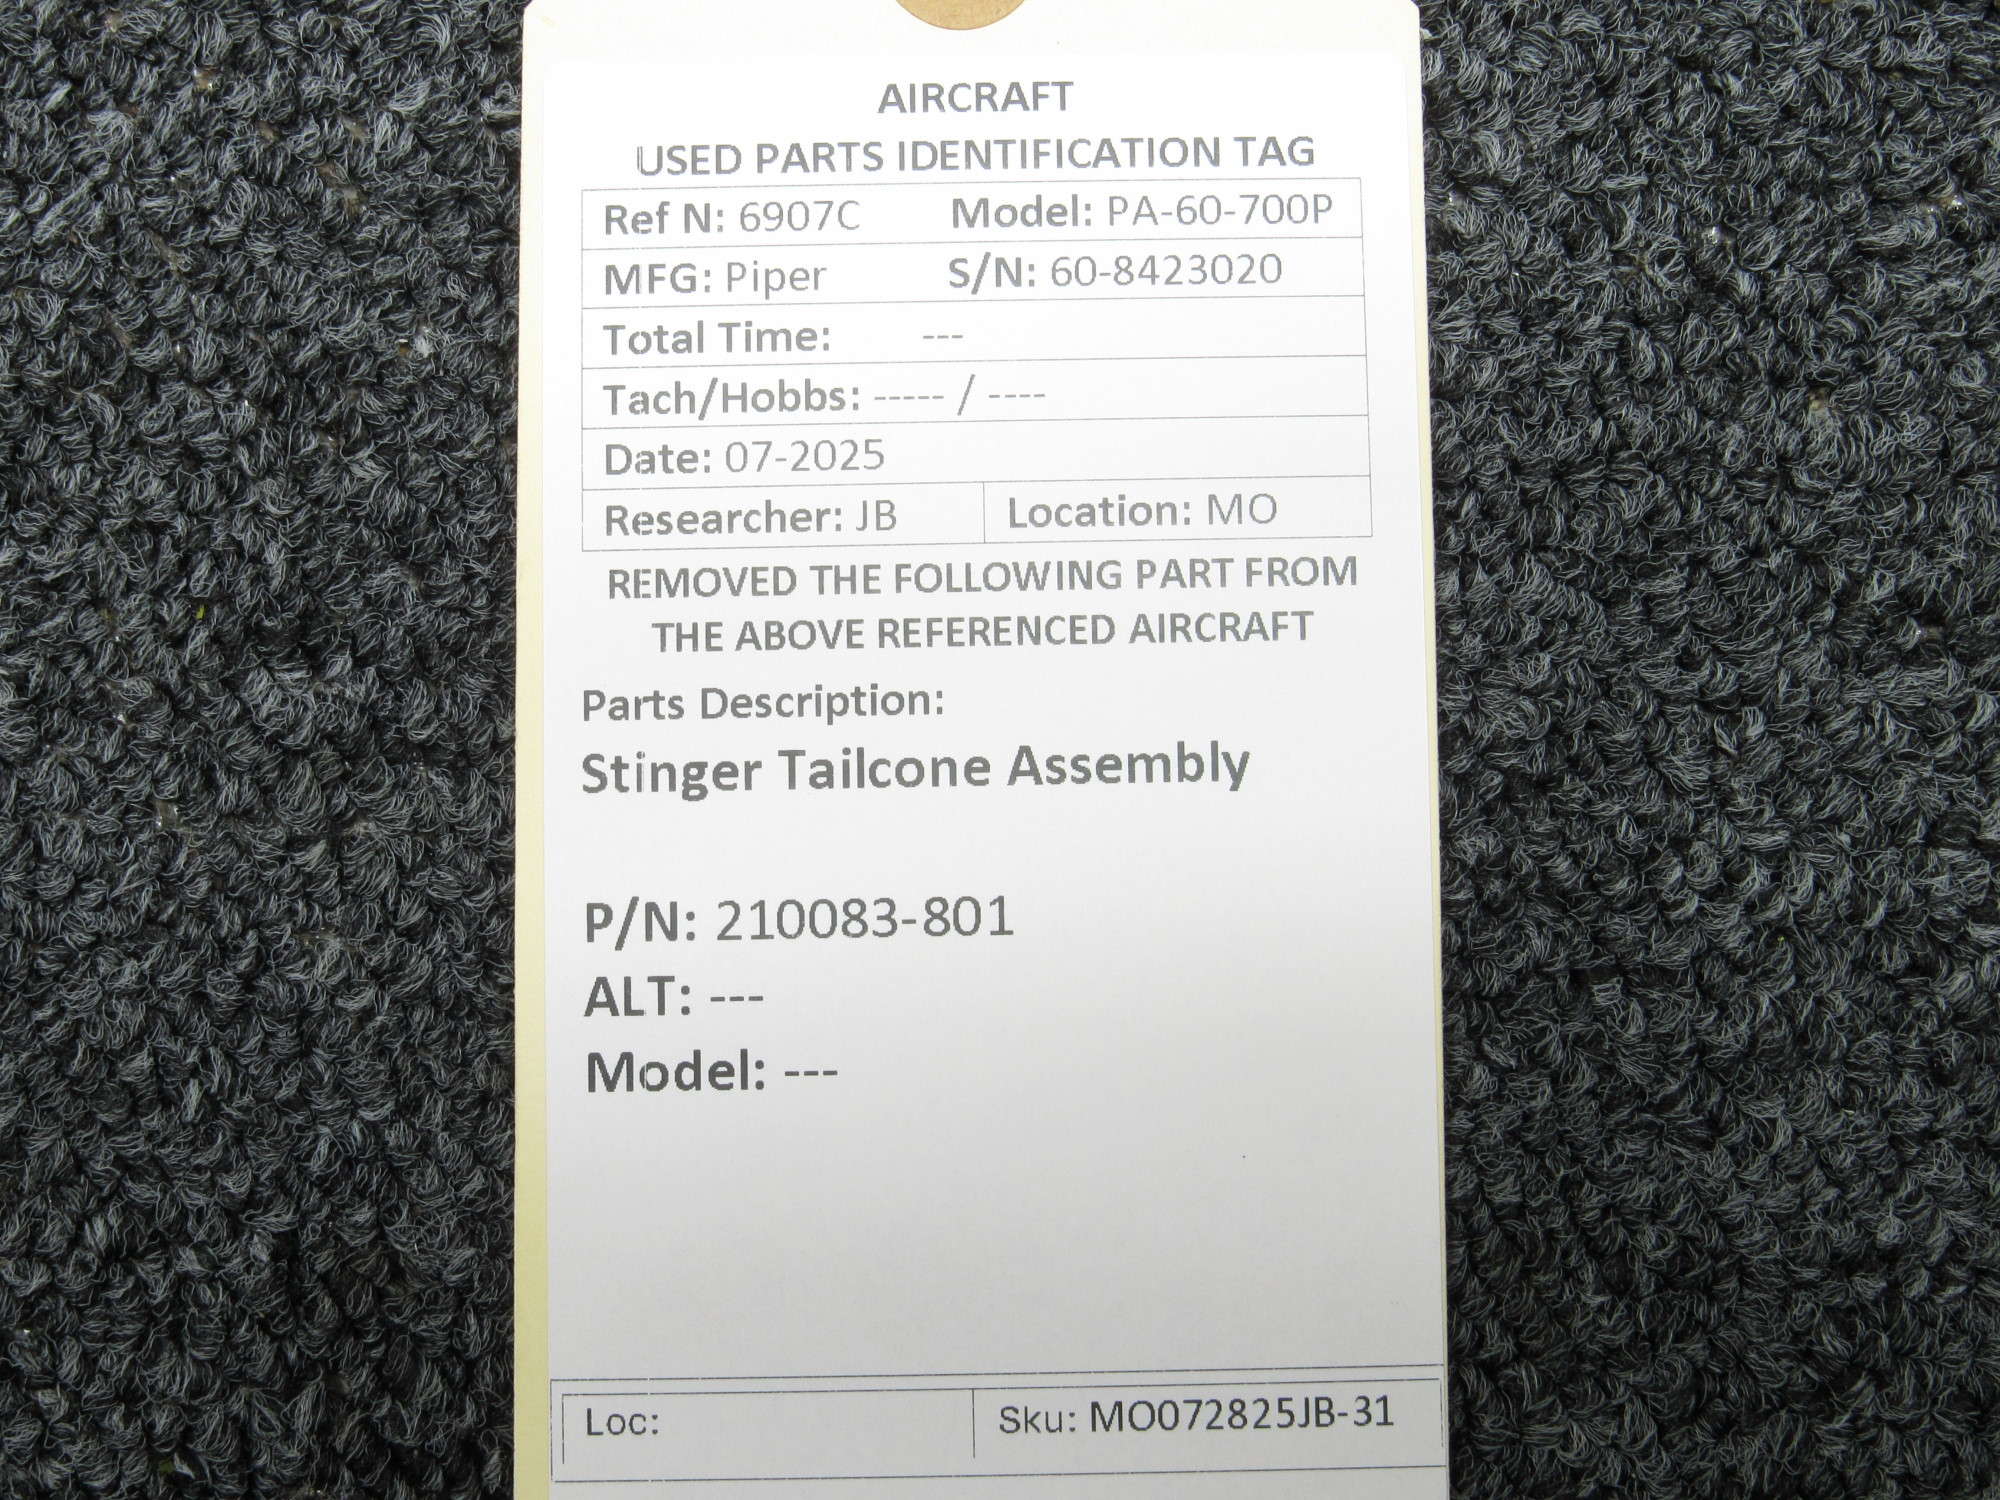 AIRCRAFT
USED PARTS IDENTIFICATION TAG
Ref N: 6907C Model: PA-60-700P
MFG: Piper S/N: 60-8423020
Total Time: ---
Tach/Hobbs: ----- / ----
Date: 07-2025
Researcher: JB Location: MO
REMOVED THE FOLLOWING PART FROM
THE ABOVE REFERENCED AIRCRAFT
Parts Description:
Stinger Tailcone Assembly
P/N: 210083-801
ALT: ---
Model: ---
Loc: Sku: MO072825JB-31